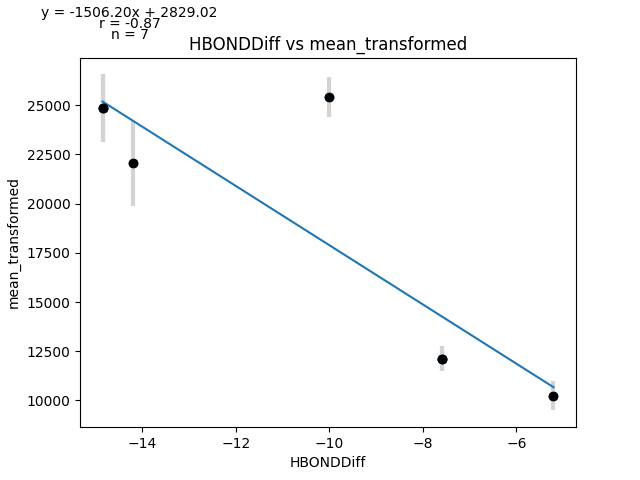 y = -1506.20x + 2829.02
r = -0.87
n = 7
HBONDDiff vs mean_transformed
mean_transformed
25000
22500
20000
17500
15000
12500
10000
−14 −12 −10 −8 −6
HBONDDiff